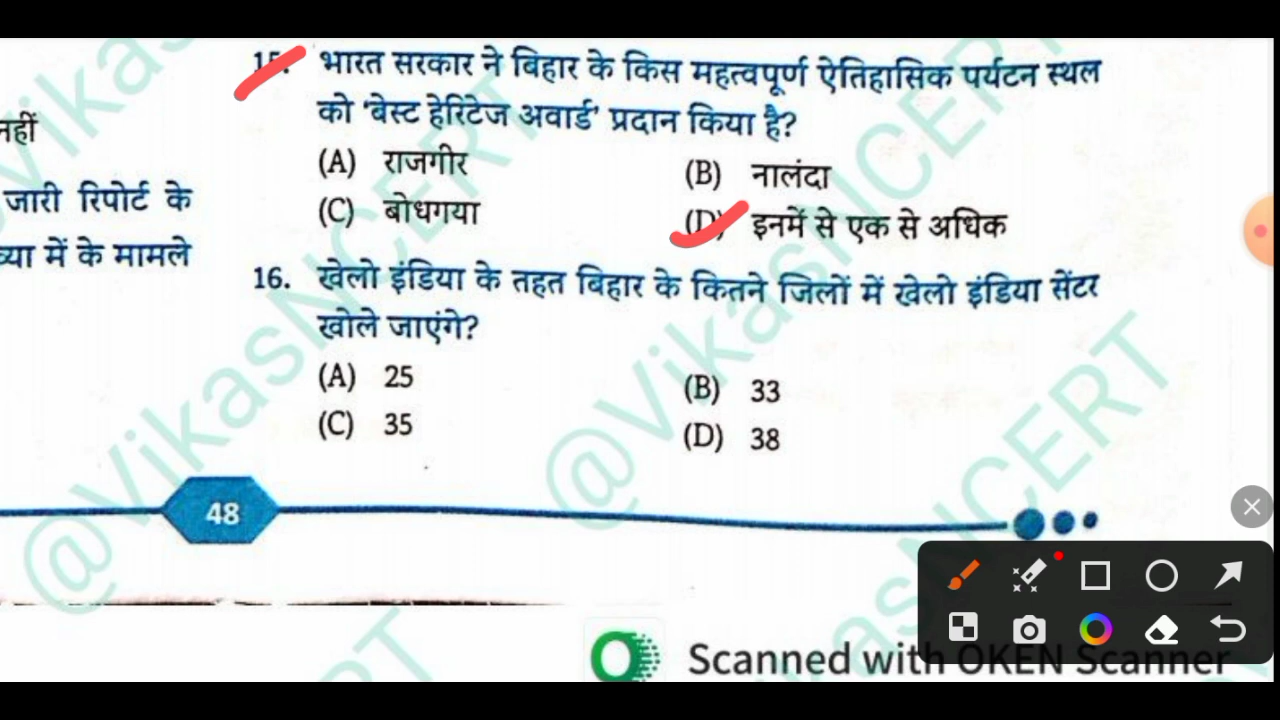 नहीं
जारी रिपोर्ट के
में के मामले
15. भारत सरकार ने बिहार के किस महत्वपूर्ण ऐतिहासिक पर्यटन स्थल
को 'बेस्ट हेरिटेज अवार्ड' प्रदान किया है?
(A) राजगीर
(B) नालंदा
(C) बोधगया
(D) इनमें से एक से अधिक
16. खेलो इंडिया के तहत बिहार के कितने जिलों में खेलो इंडिया सेंटर
खोले जाएंगे?
(A) 25
(B) 33
(C) 35
(D) 38
48
@VikasNCERT
@VikasNCERT
Scanned with OKEN Scanner